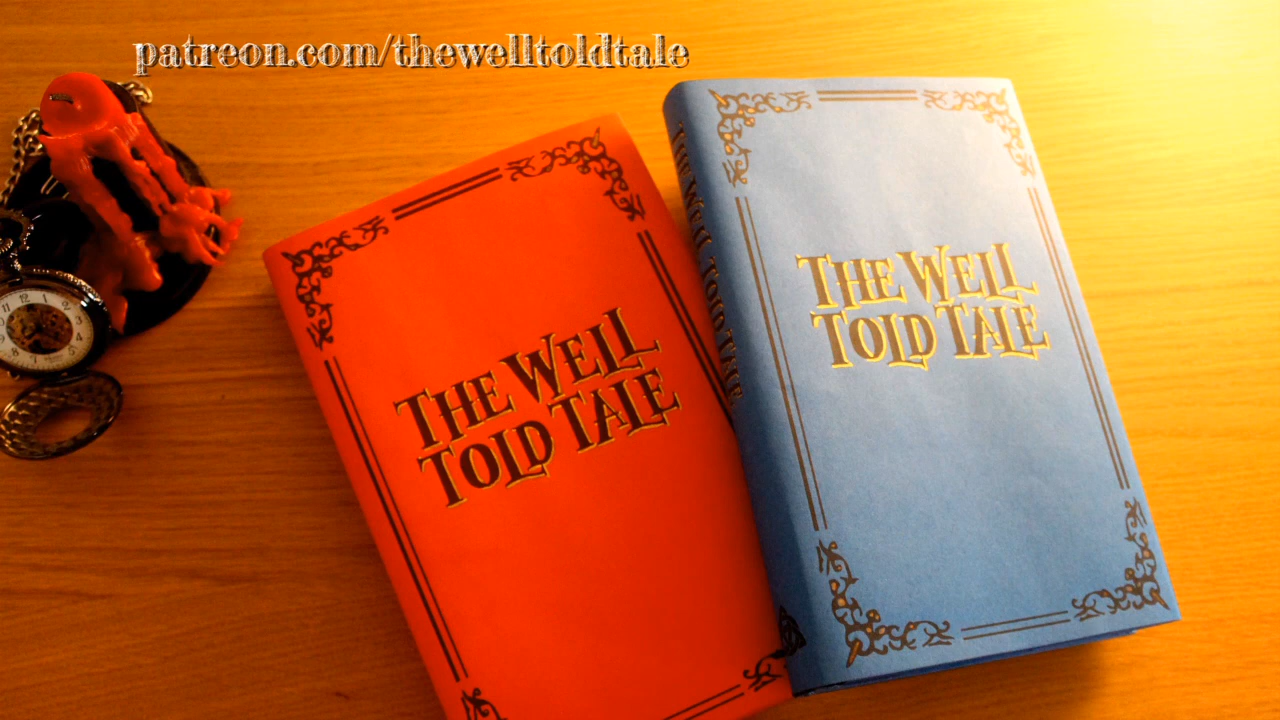 patreon.com/thewelltoldtale
THE WELL
TOLD TALE
THE WELL TOLD TALE
THE WELL
TOLD TALE